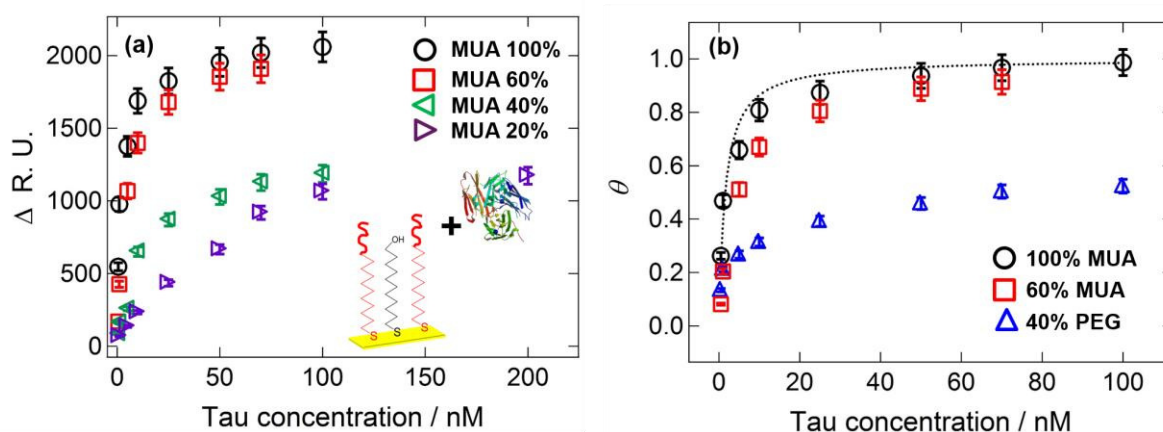 (a)
MUA 100%
MUA 60%
MUA 40%
MUA 20%
2000
1500
1000
500
0
Δ R. U.
OH
+
S S S
0 50 100 150 200
Tau concentration / nM
(b)
1.0
0.8
0.6
0.4
0.2
0.0
θ
100% MUA
60% MUA
40% PEG
0 20 40 60 80 100
Tau concentration / nM